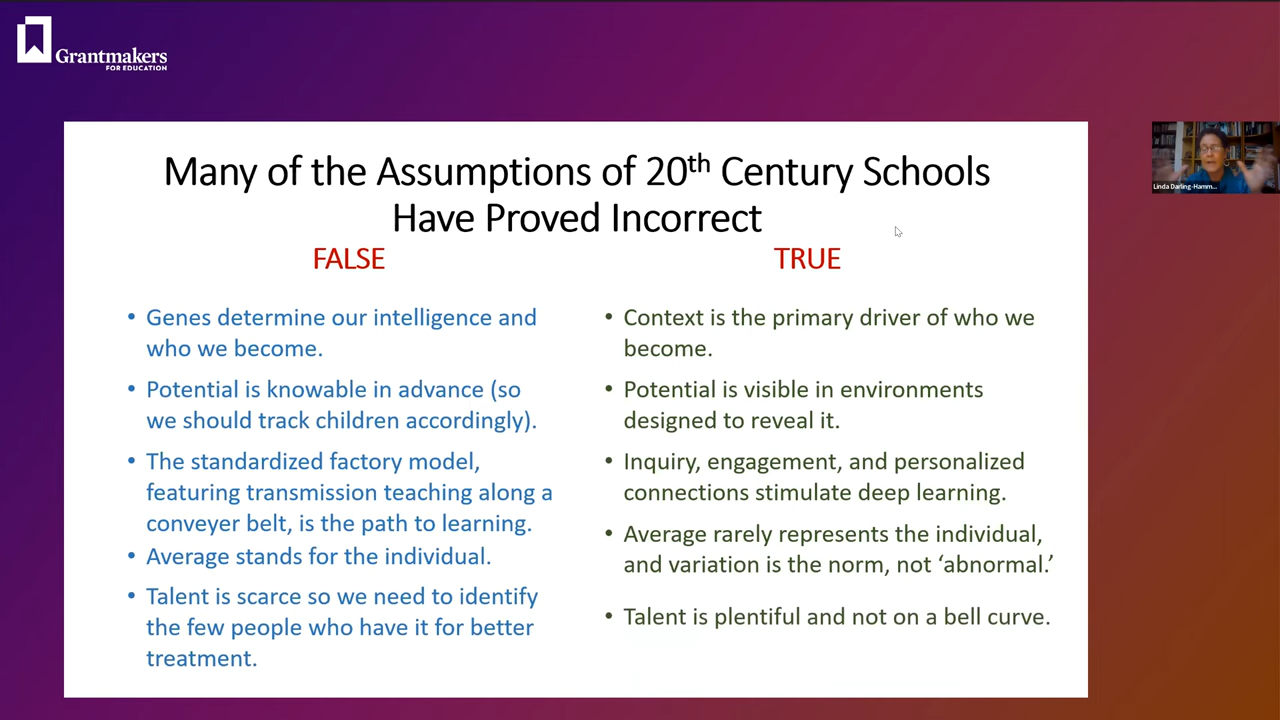 Grantmakers
FOR EDUCATION
Many of the Assumptions of 20th Century Schools
Have Proved Incorrect
FALSE
• Genes determine our intelligence and
who we become.
• Potential is knowable in advance (so
we should track children accordingly).
• The standardized factory model,
featuring transmission teaching along a
conveyer belt, is the path to learning.
• Average stands for the individual.
• Talent is scarce so we need to identify
the few people who have it for better
treatment.
TRUE
• Context is the primary driver of who we
become.
• Potential is visible in environments
designed to reveal it.
• Inquiry, engagement, and personalized
connections stimulate deep learning.
• Average rarely represents the individual,
and variation is the norm, not ‘abnormal.’
• Talent is plentiful and not on a bell curve.
Linda Darling-Hamm...